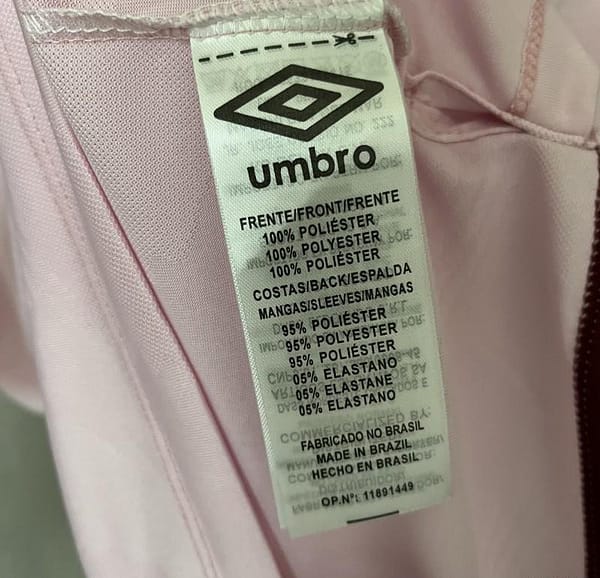 umbro
FRENTE/FRONT/FRENTE
100% POLIÉSTER
100% POLYESTER
100% POLIÉSTER
COSTAS/BACK/ESPALDA
MANGAS/SLEEVES/MANGAS
95% POLIÉSTER
95% POLYESTER
95% POLIÉSTER
05% ELASTANO
05% ELASTANE
05% ELASTANO
FABRICADO NO BRASIL
MADE IN BRAZIL
HECHO EN BRASIL
OP.Nº: 11891449